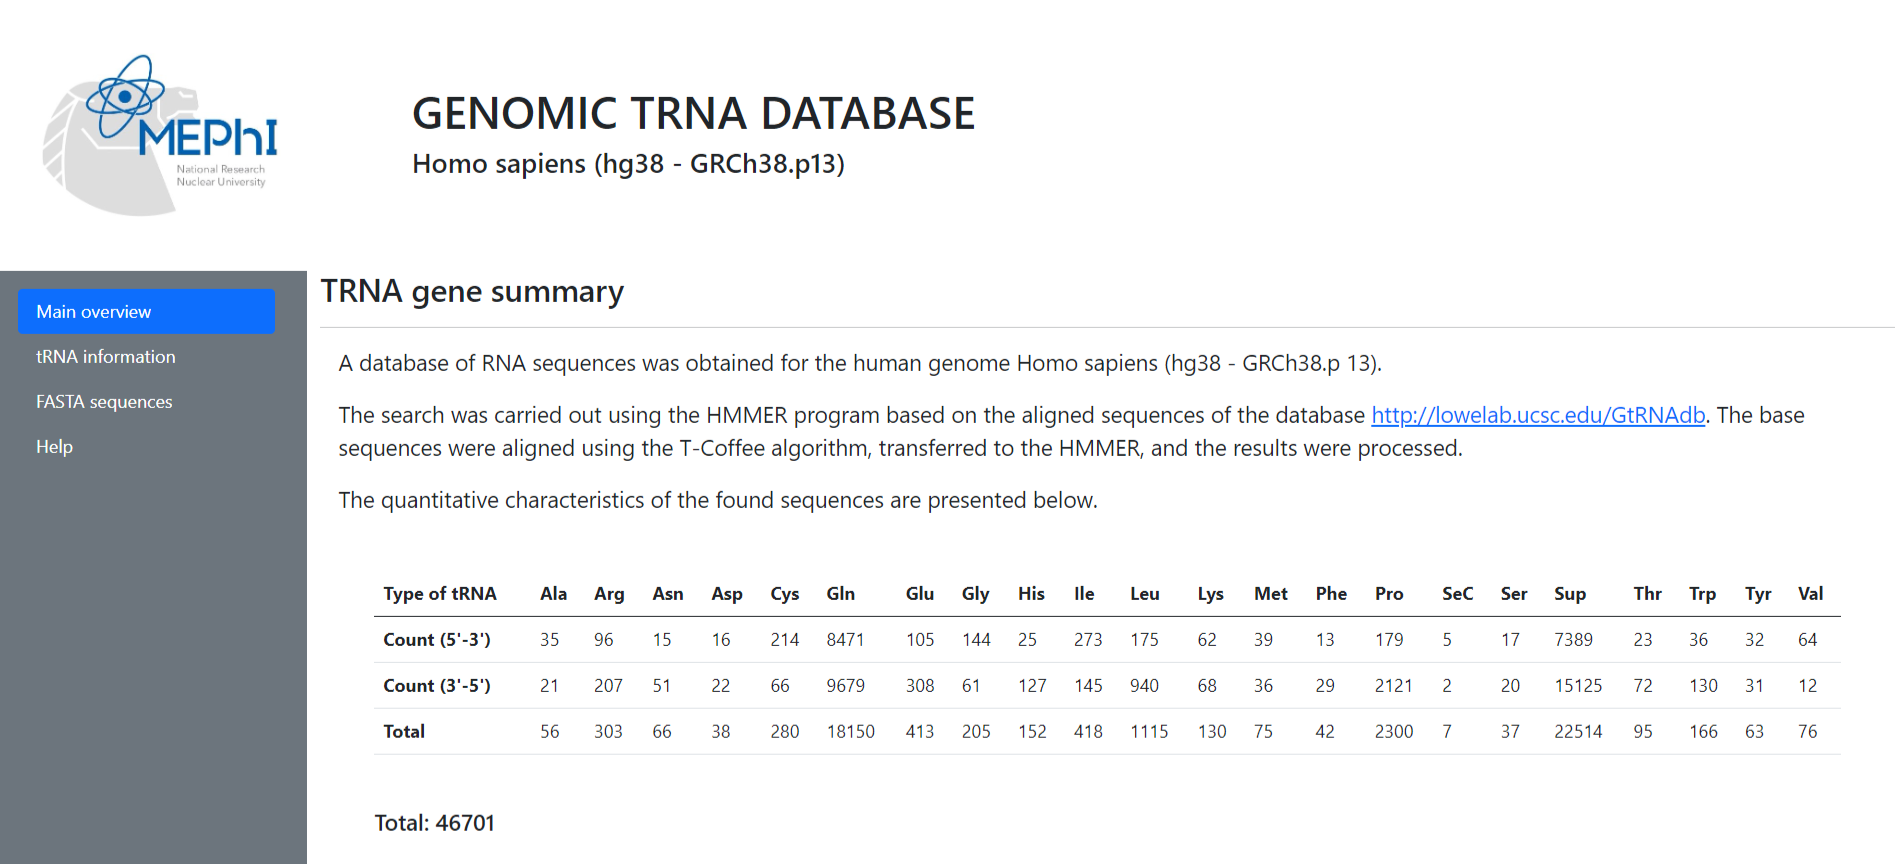 MEPhI
National Research
Nuclear University
GENOMIC TRNA DATABASE
Homo sapiens (hg38 - GRCh38.p13)
Main overview
tRNA information
FASTA sequences
Help
TRNA gene summary
A database of RNA sequences was obtained for the human genome Homo sapiens (hg38 - GRCh38.p 13).
The search was carried out using the HMMER program based on the aligned sequences of the database http://lowelab.ucsc.edu/GtRNAdb. The base
sequences were aligned using the T-Coffee algorithm, transferred to the HMMER, and the results were processed.
The quantitative characteristics of the found sequences are presented below.
Type of tRNA Ala Arg Asn Asp Cys Gln Glu Gly His Ile Leu Lys Met Phe Pro SeC Ser Sup Thr Trp Tyr Val
Count (5'-3') 35 96 15 16 214 8471 105 144 25 273 175 62 39 13 179 5 17 7389 23 36 32 64
Count (3'-5') 21 207 51 22 66 9679 308 61 127 145 940 68 36 29 2121 2 20 15125 72 130 31 12
Total 56 303 66 38 280 18150 413 205 152 418 1115 130 75 42 2300 7 37 22514 95 166 63 76
Total: 46701